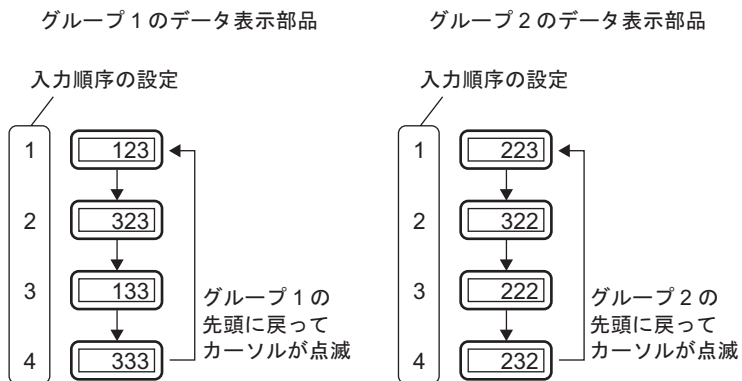 グループ1のデータ表示部品
入力順序の設定
1 123
2 323
3 133
4 333
グループ1の
先頭に戻って
カーソルが点滅
グループ2のデータ表示部品
入力順序の設定
1 223
2 322
3 222
4 232
グループ2の
先頭に戻って
カーソルが点滅